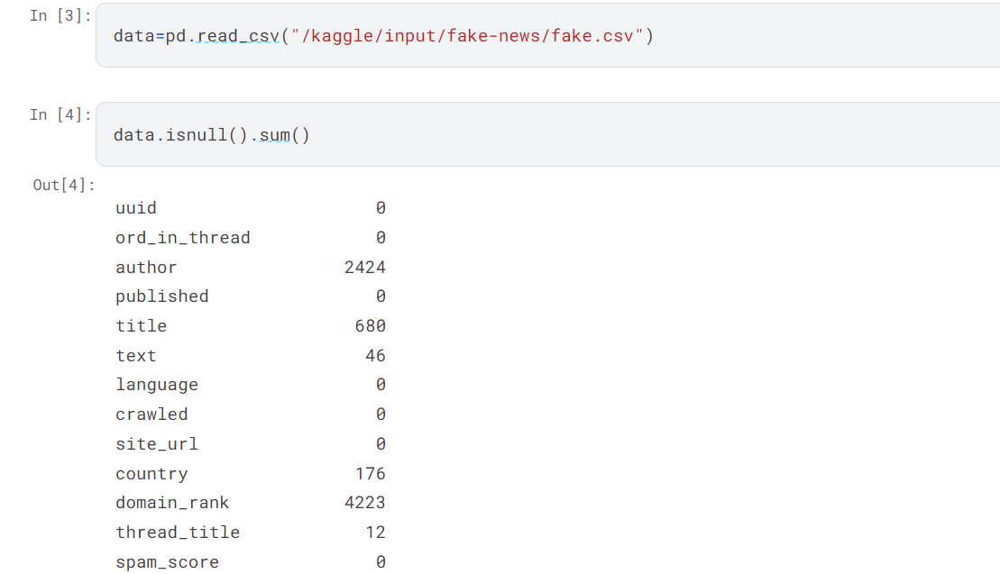 In [3]:
data=pd.read_csv("/kaggle/input/fake-news/fake.csv")
In [4]:
data.isnull().sum()
Out[4]:
uuid 0
ord_in_thread 0
author 2424
published 0
title 680
text 46
language 0
crawled 0
site_url 0
country 176
domain_rank 4223
thread_title 12
spam_score 0